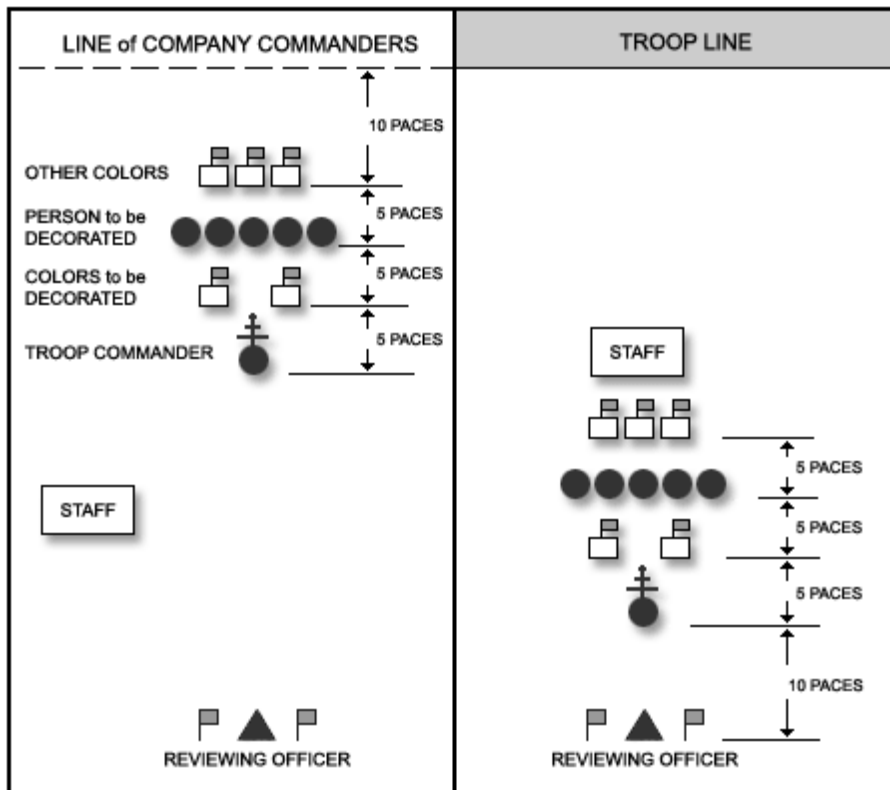 LINE of COMPANY COMMANDERS
10 PACES
OTHER COLORS
5 PACES
PERSON to be
DECORATED
5 PACES
COLORS to be
DECORATED
5 PACES
TROOP COMMANDER
STAFF
REVIEWING OFFICER
TROOP LINE
STAFF
5 PACES
5 PACES
5 PACES
10 PACES
REVIEWING OFFICER